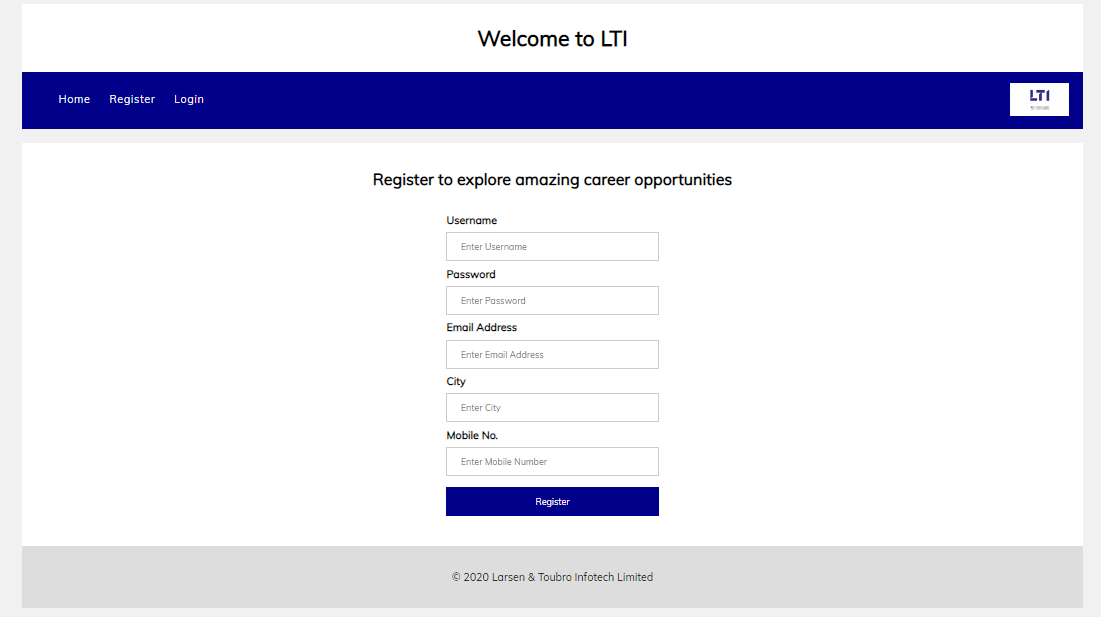 Welcome to LTI
Home Register Login
LTI
Register to explore amazing career opportunities
Username
Enter Username
Password
Enter Password
Email Address
Enter Email Address
City
Enter City
Mobile No.
Enter Mobile Number
Register
© 2020 Larsen & Toubro Infotech Limited